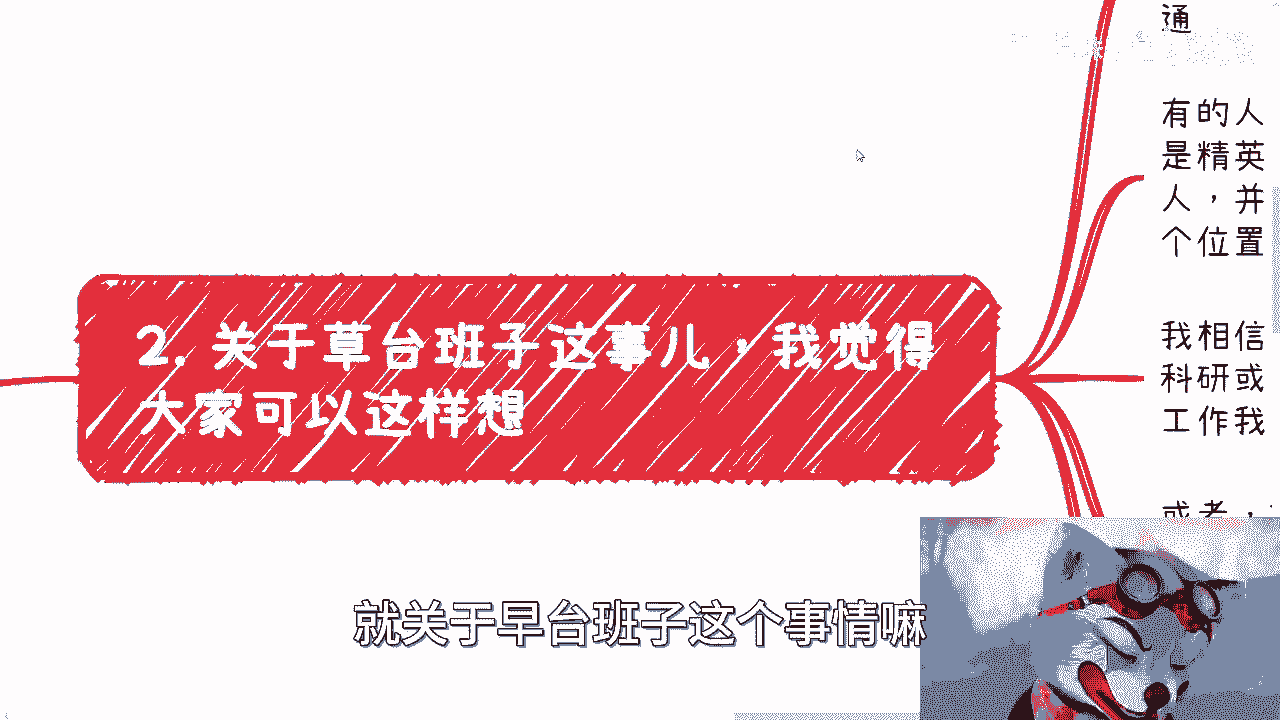 通
有的人
是精英
人，并
个位置
2. 关于草台班子这事儿，我觉得
大家可以这样想
我相信
科研或
工作我
或者，
就关于早台班子这个事情嘛